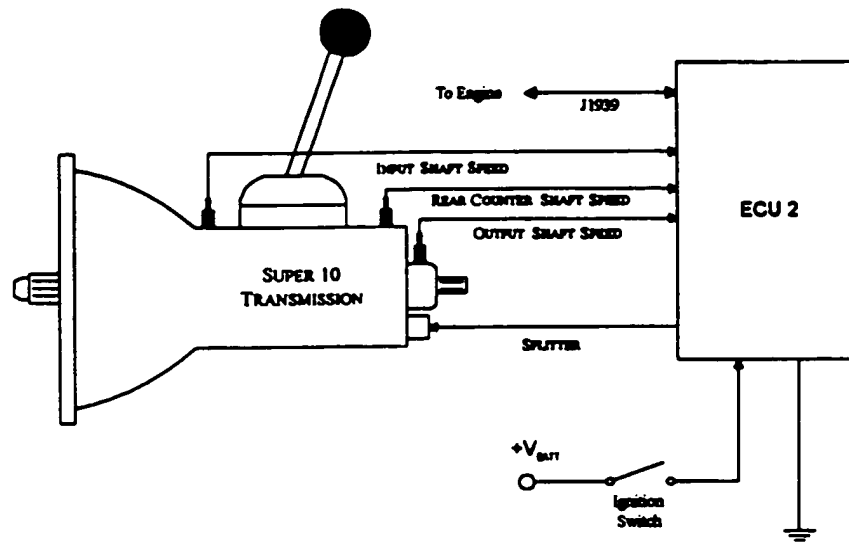 To Engine
J1939
INPUT SHAFT SPEED
REAR COUNTER SHAFT SPEED
ECU 2
OUTPUT SHAFT SPEED
SUPER 10
TRANSMISSION
SPLITTER
+VBATT
Ignition
Switch